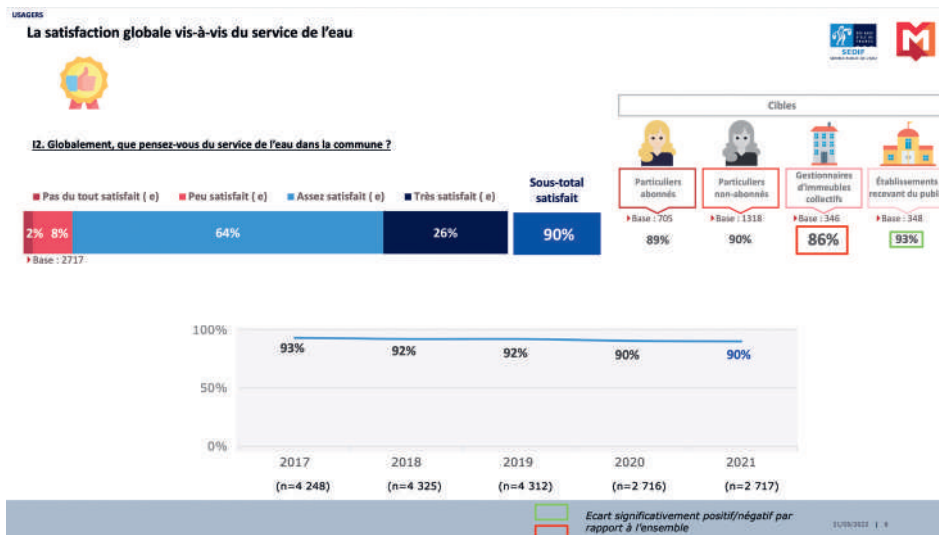 USAGERS
La satisfaction globale vis-à-vis du service de l'eau
SEDIF
M
Cibles
I2. Globalement, que pensez-vous du service de l'eau dans la commune ?
Pas du tout satisfait ( e) Peu satisfait ( e) Assez satisfait ( e) Très satisfait ( e)
Sous-total
satisfait
Particuliers
abonnés
Particuliers
non-abonnés
Gestionnaires
d'immeubles
collectifs
Établissements
recevant du publ
Base : 705 Base : 1318 Base : 346 Base : 348
2% 8% 64% 26% 90%
89% 90% 86% 93%
Base : 2717
100%
93% 92% 92% 90% 90%
50%
0%
2017 2018 2019 2020 2021
(n=4 248) (n=4 325) (n=4 312) (n=2 716) (n=2 717)
Ecart significativement positif/négatif par
rapport à l'ensemble